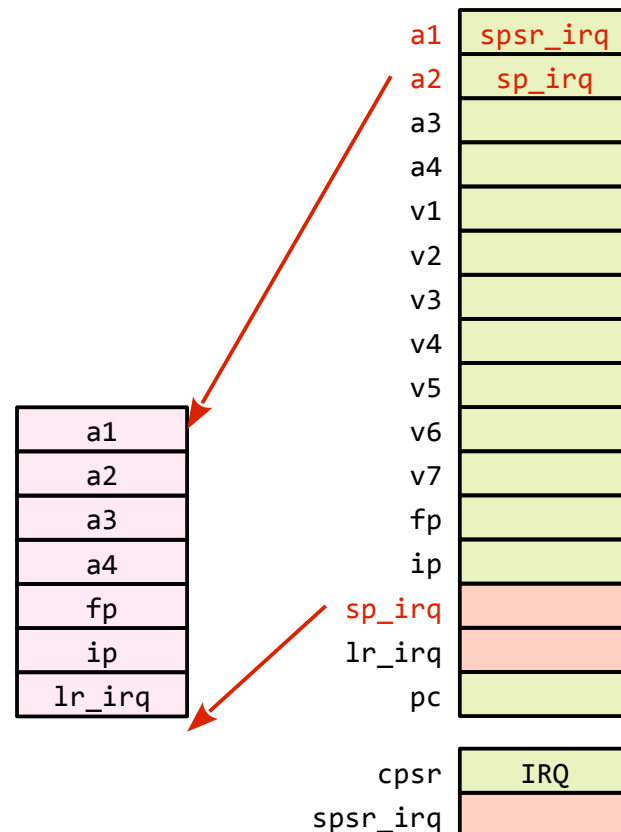 a1 spsr_irq
a2 sp_irq
a3
a4
v1
v2
v3
v4
v5
v6
v7
fp
ip
sp_irq
lr_irq
pc
a1
a2
a3
a4
fp
ip
lr_irq
cpsr IRQ
spsr_irq